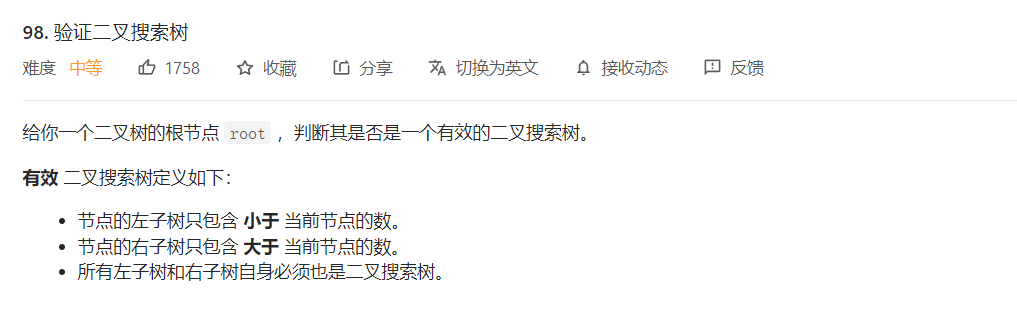 98. 验证二叉搜索树
难度 中等 1758 收藏 分享 切换为英文 接收动态 反馈
给你一个二叉树的根节点 root ，判断其是否是一个有效的二叉搜索树。
有效 二叉搜索树定义如下：
• 节点的左子树只包含 小于 当前节点的数。
• 节点的右子树只包含 大于 当前节点的数。
• 所有左子树和右子树自身必须也是二叉搜索树。